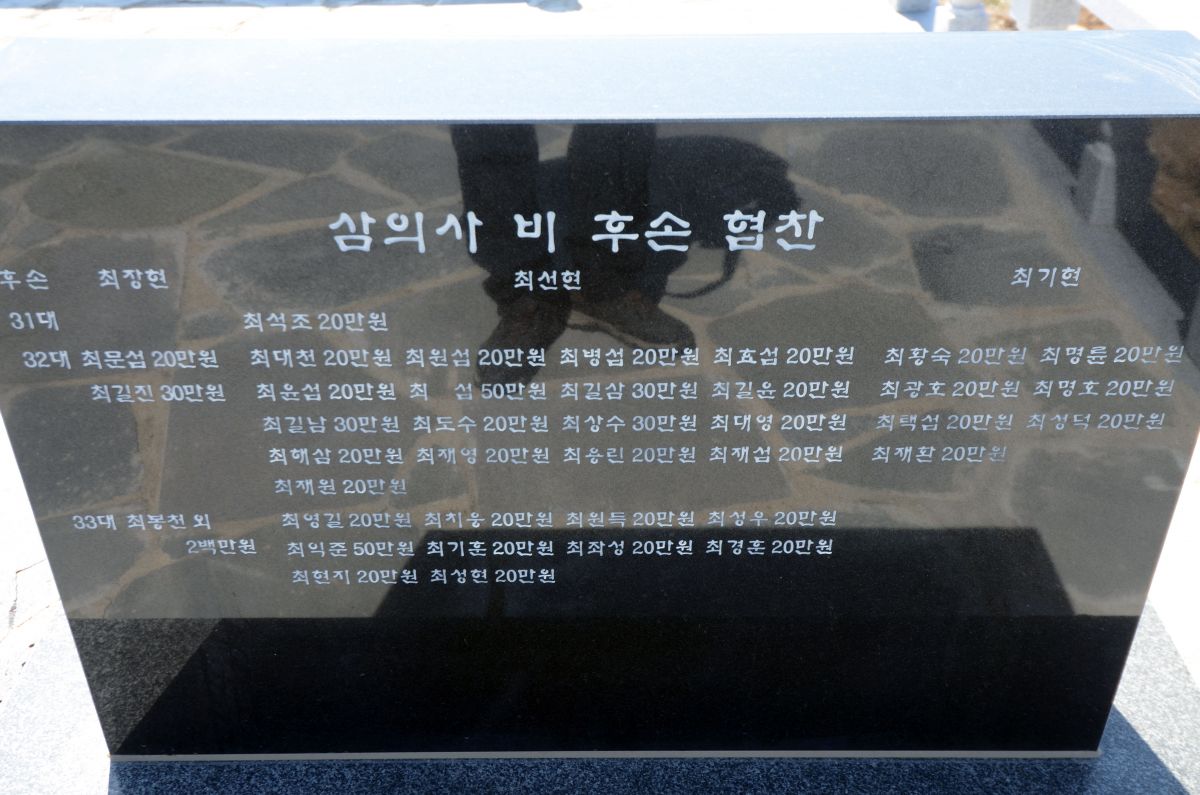 삼의사 비 후손 협찬
후손 최장현 최선현 최기현
31대 최석조 20만원
32대 최문섭 20만원 최대천 20만원 최원섭 20만원 최병섭 20만원 최효섭 20만원 최황숙 20만원 최명륜 20만원
최길진 30만원 최윤섭 20만원 최 섭 50만원 최길삼 30만원 최길윤 20만원 최광호 20만원 최명호 20만원
최길남 30만원 최도수 20만원 최상수 30만원 최대영 20만원 최택섭 20만원 최성덕 20만원
최해삼 20만원 최재영 20만원 최응린 20만원 최재섭 20만원 최재환 20만원
최재원 20만원
33대 최봉천 외 최영길 20만원 최치웅 20만원 최원득 20만원 최성우 20만원
2백만원 최익준 50만원 최기훈 20만원 최좌성 20만원 최경훈 20만원
최현지 20만원 최성현 20만원